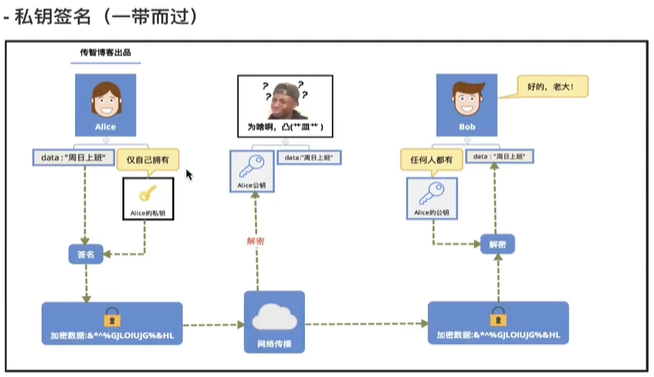 - 私钥签名（一带而过）
传智博客出品
Alice
data：“周日上班”
仅自己拥有
Alice的私钥
签名
加密数据:&*^%GJLOIUJG%&HL
? ? ? ?
为啥啊，凸(艹皿艹 )
Alice公钥
data:“周日上班”
解密
网络传播
好的，老大!
Bob
任何人都有
data：“周日上班”
Alice的公钥
解密
加密数据:&*^%GJLOIUJG%&HL